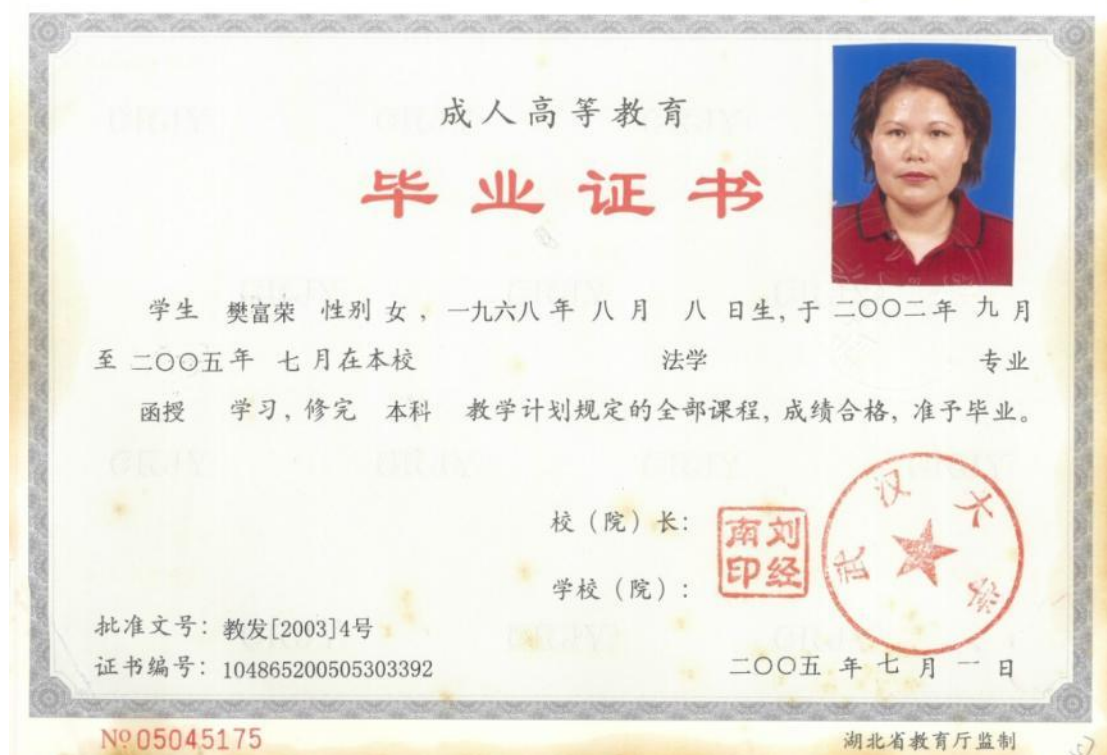 成人高等教育
毕业证书
学生 樊富荣 性别 女，一九六八年 八 月 八 日生，于 二〇〇二年 九 月
至 二〇〇五年 七 月在本校 法学 专业
函授 学习，修完 本科 教学计划规定的全部课程，成绩合格，准予毕业。
校（院）长：
刘经南印
学校（院）：
武汉大学
批准文号：教发[2003]4号
证书编号：104865200505303392
二〇〇五 年 七 月 一 日
№ 05045175
湖北省教育厅监制